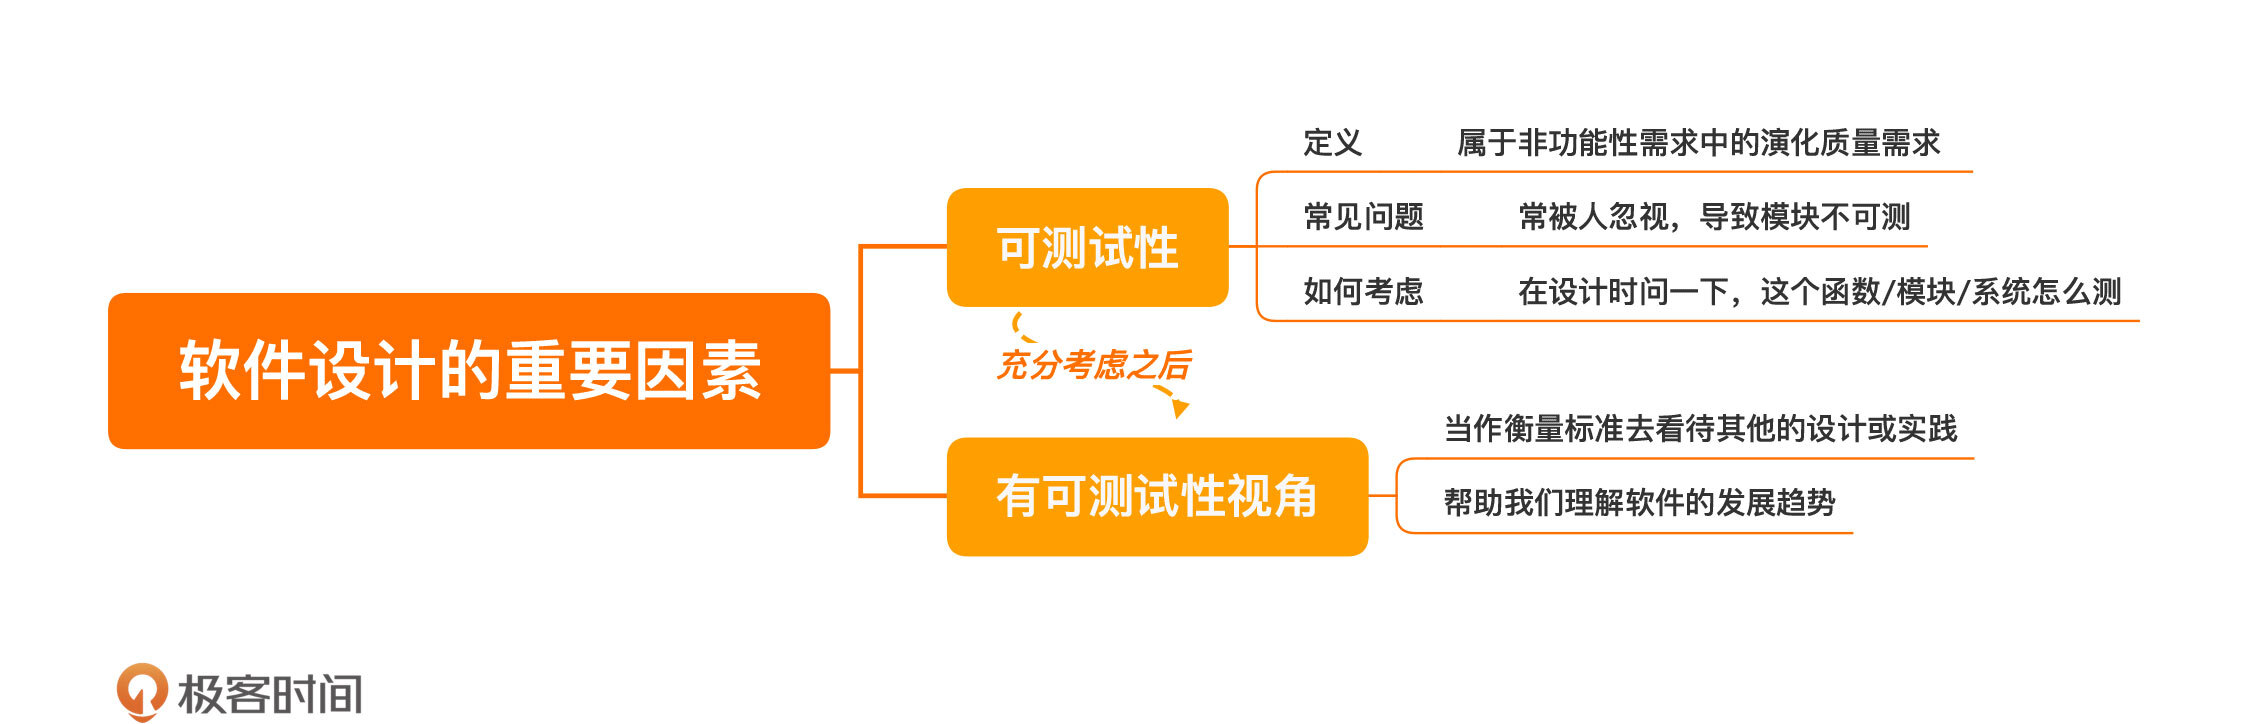 软件设计的重要因素
可测试性
定义 属于非功能性需求中的演化质量需求
常见问题 常被人忽视，导致模块不可测
如何考虑 在设计时问一下，这个函数/模块/系统怎么测
充分考虑之后
有可测试性视角
当作衡量标准去看待其他的设计或实践
帮助我们理解软件的发展趋势
极客时间